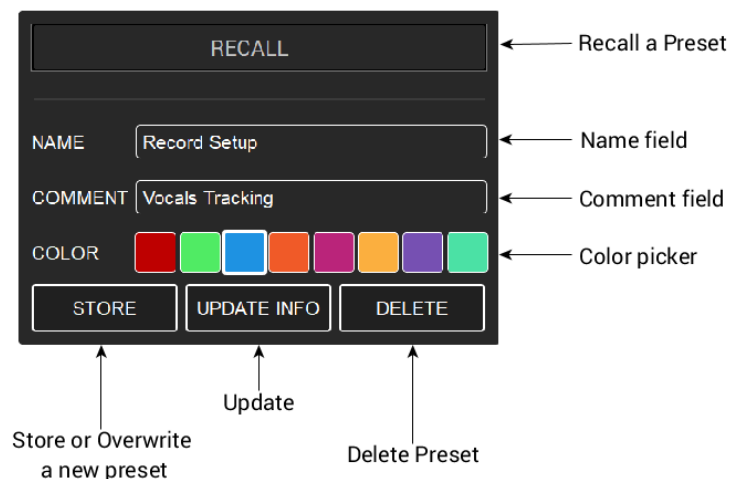 RECALL
Recall a Preset
NAME
Record Setup
Name field
COMMENT
Vocals Tracking
Comment field
COLOR
Color picker
STORE
UPDATE INFO
DELETE
Update
Store or Overwrite
a new preset
Delete Preset